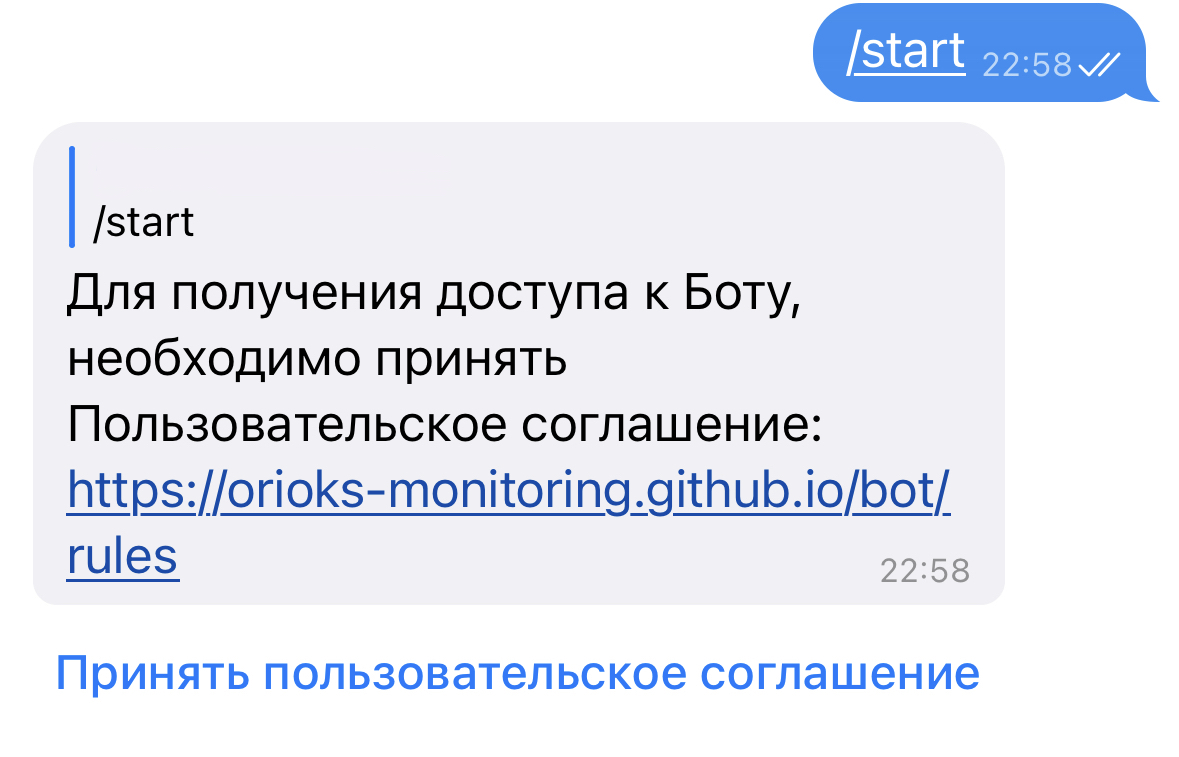 /start 22:58
/start
Для получения доступа к Боту,
необходимо принять
Пользовательское соглашение:
https://orioks-monitoring.github.io/bot/
rules
22:58
Принять пользовательское соглашение